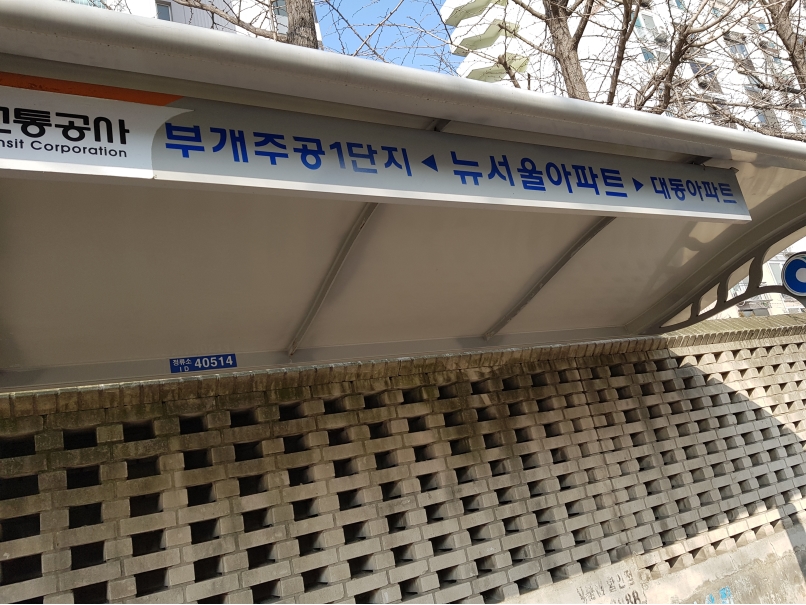 교통공사
nsit Corporation
부개주공1단지 ◀ 뉴서울아파트 ▶ 대동아파트
정류소
ID 40514